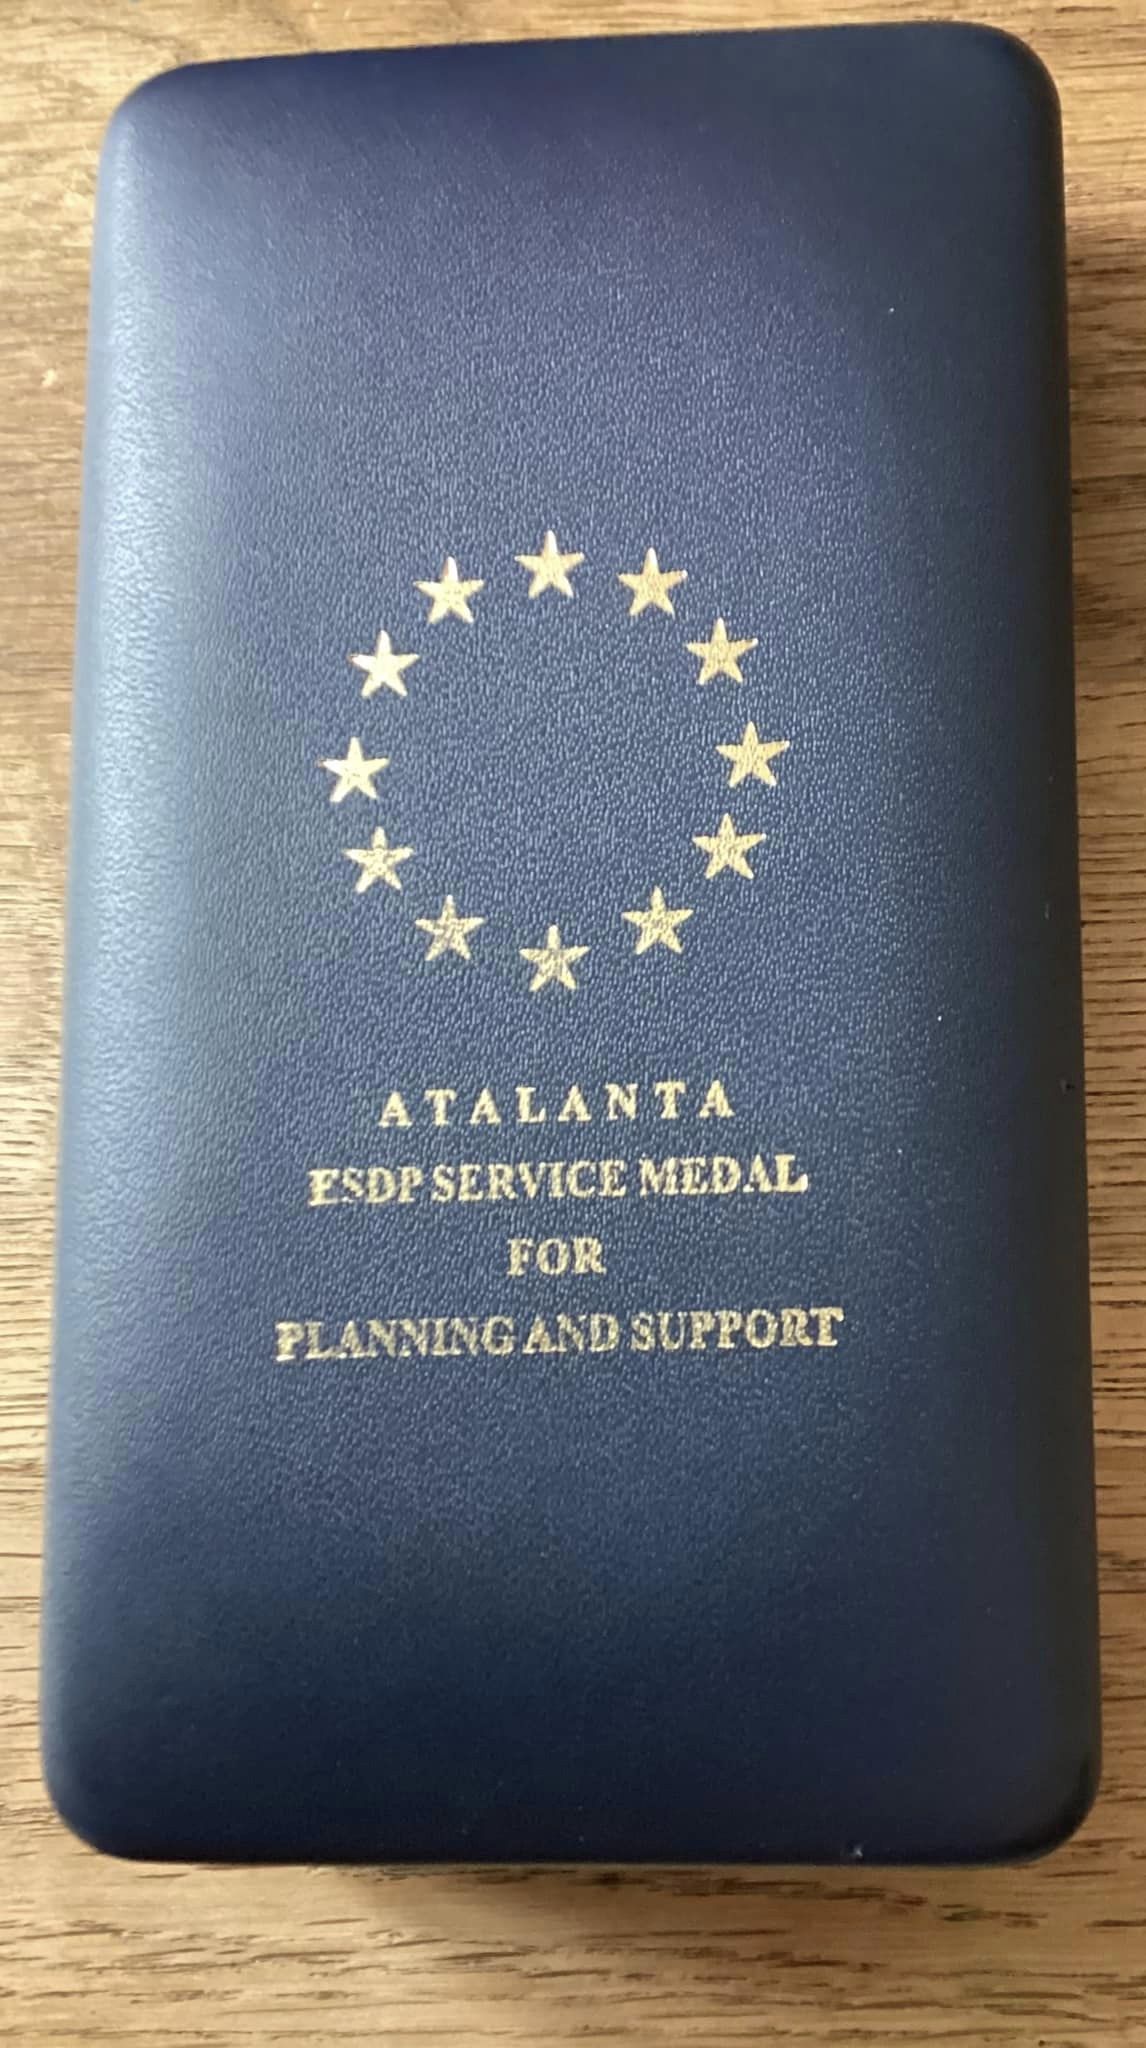 ATALANTA
ESDP SERVICE MEDAL
FOR
PLANNING AND SUPPORT